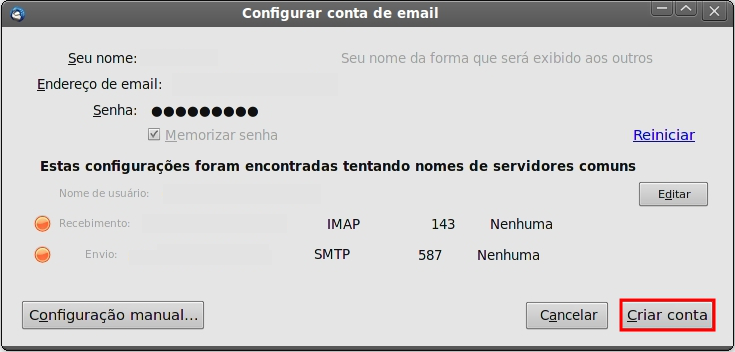 Configurar conta de email
Seu nome: Seu nome da forma que será exibido aos outros
Endereço de email:
Senha: ●●●●●●●●●
Memorizar senha Reiniciar
Estas configurações foram encontradas tentando nomes de servidores comuns
Nome de usuário: Editar
Recebimento: IMAP 143 Nenhuma
Envio: SMTP 587 Nenhuma
Configuração manual... Cancelar Criar conta